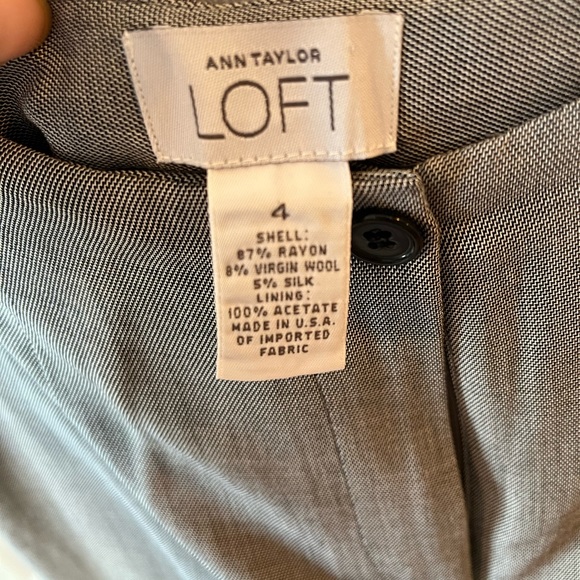 ANN TAYLOR
LOFT
4
SHELL:
87% RAYON
8% VIRGIN WOOL
5% SILK
LINING:
100% ACETATE
MADE IN U.S.A.
OF IMPORTED
FABRIC